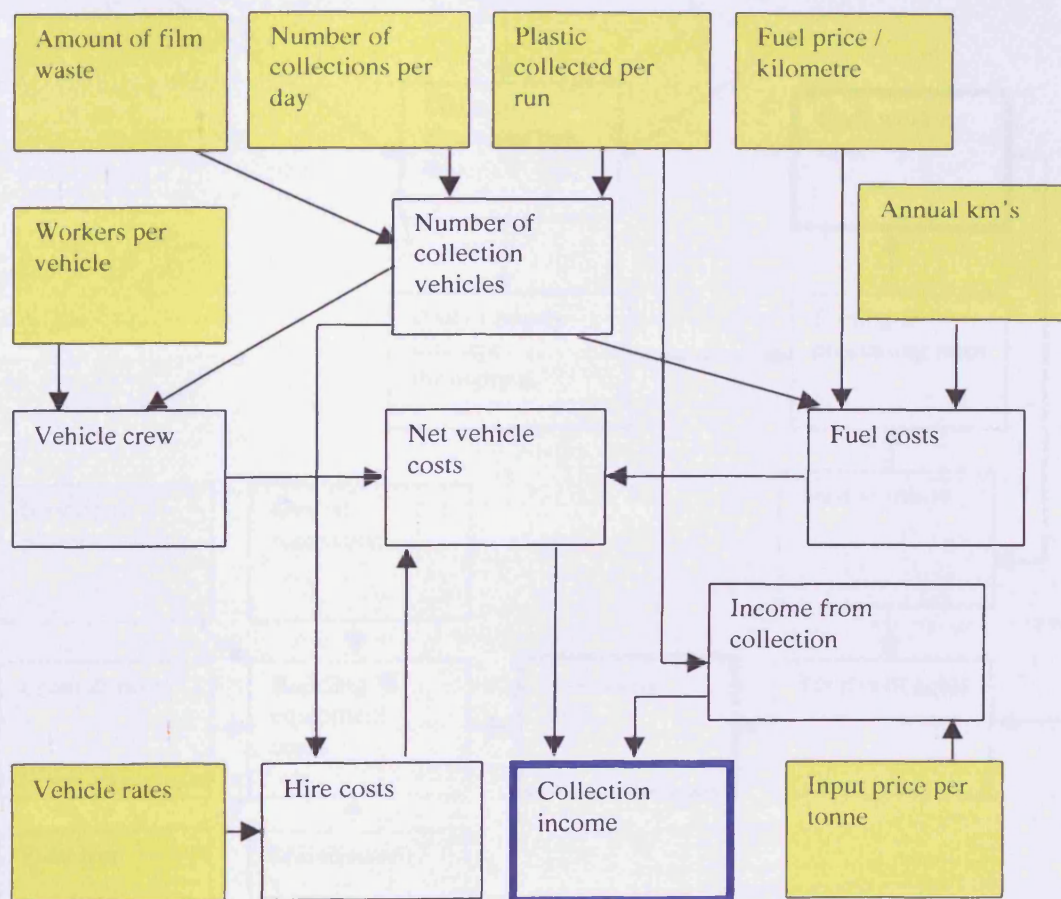 Amount of film
waste
Number of
collections per
day
Plastic
collected per
run
Fuel price /
kilometre
Workers per
vehicle
Number of
collection
vehicles
Annual km's
Vehicle crew
Net vehicle
costs
Fuel costs
Income from
collection
Vehicle rates
Hire costs
Collection
income
Input price per
tonne